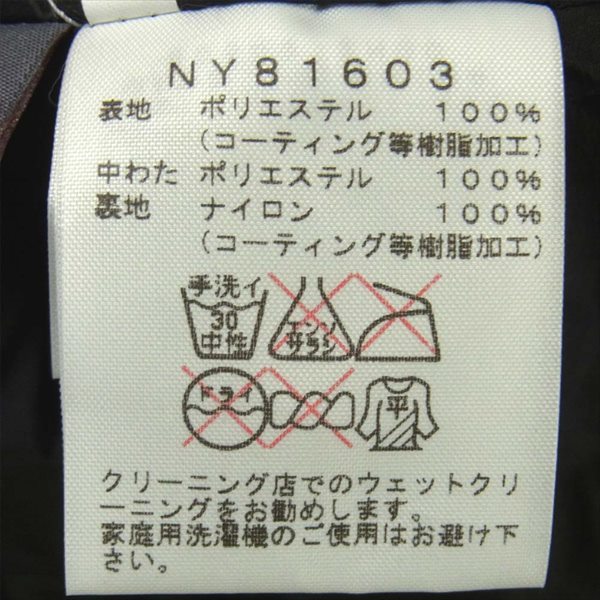 NY81603
表地 ポリエステル 100%
(コーティング等樹脂加工)
中わた ポリエステル 100%
裏地 ナイロン 100%
(コーティング等樹脂加工)
手洗イ
30
中性
エンソ
サラシ
ドライ
平
クリーニング店でのウェットクリ
ーニングをお勧めします。
家庭用洗濯機のご使用はお避け下
さい。